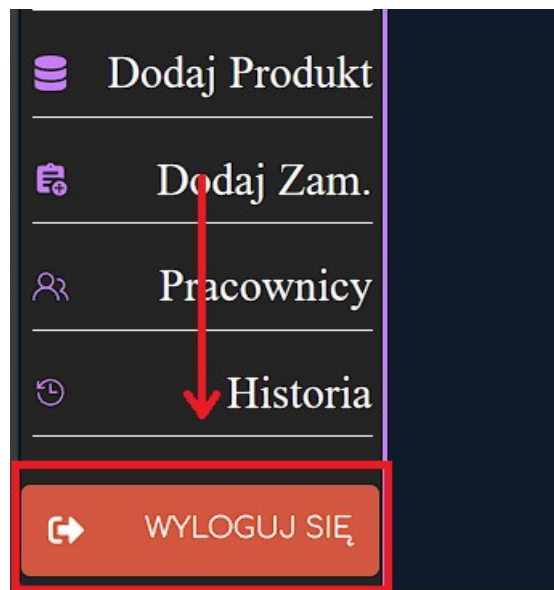 Dodaj Produkt
Dodaj Zam.
Pracownicy
Historia
WYLOGUJ SIĘ